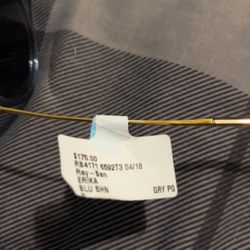 $175.00
RB4171 6592T3 54/18
Ray-Ban
ERIKA
BLU SHN GRY PG